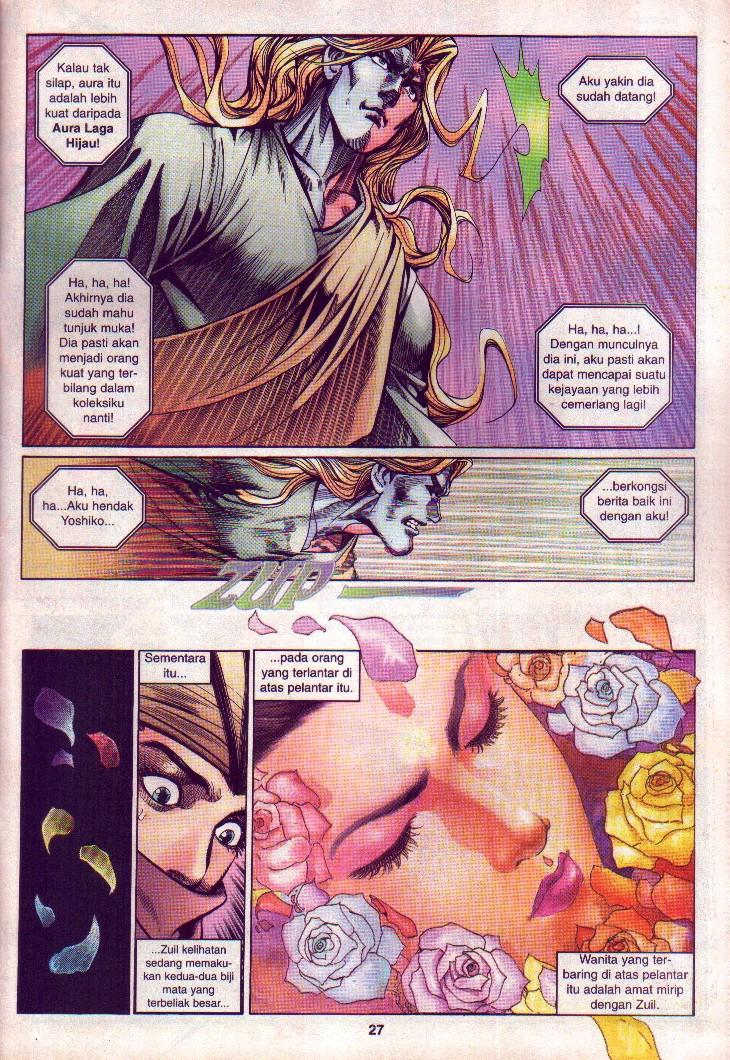 Kalau tak
silap, aura itu
adalah lebih
kuat daripada
Aura Laga
Hijau!
Aku yakin dia
sudah datang!
Ha, ha, ha!
Akhirnya dia
sudah mahu
tunjuk muka!
Dia pasti akan
menjadi orang
kuat yang ter-
bilang dalam
koleksiku
nanti!
Ha, ha, ha...!
Dengan munculnya
dia ini, aku pasti akan
dapat mencapai suatu
kejayaan yang lebih
cemerlang lagi!
Ha, ha,
ha...Aku hendak
Yoshiko...
...berkongsi
berita baik ini
dengan aku!
ZUP
Sementara
itu...
...Zuil kelihatan
sedang memaku-
kan kedua-dua biji
mata yang
terbeliak besar...
...pada orang
yang terlantar di
atas pelantar itu.
Wanita yang ter-
baring di atas pelantar
itu adalah amat mirip
dengan Zuil.
27